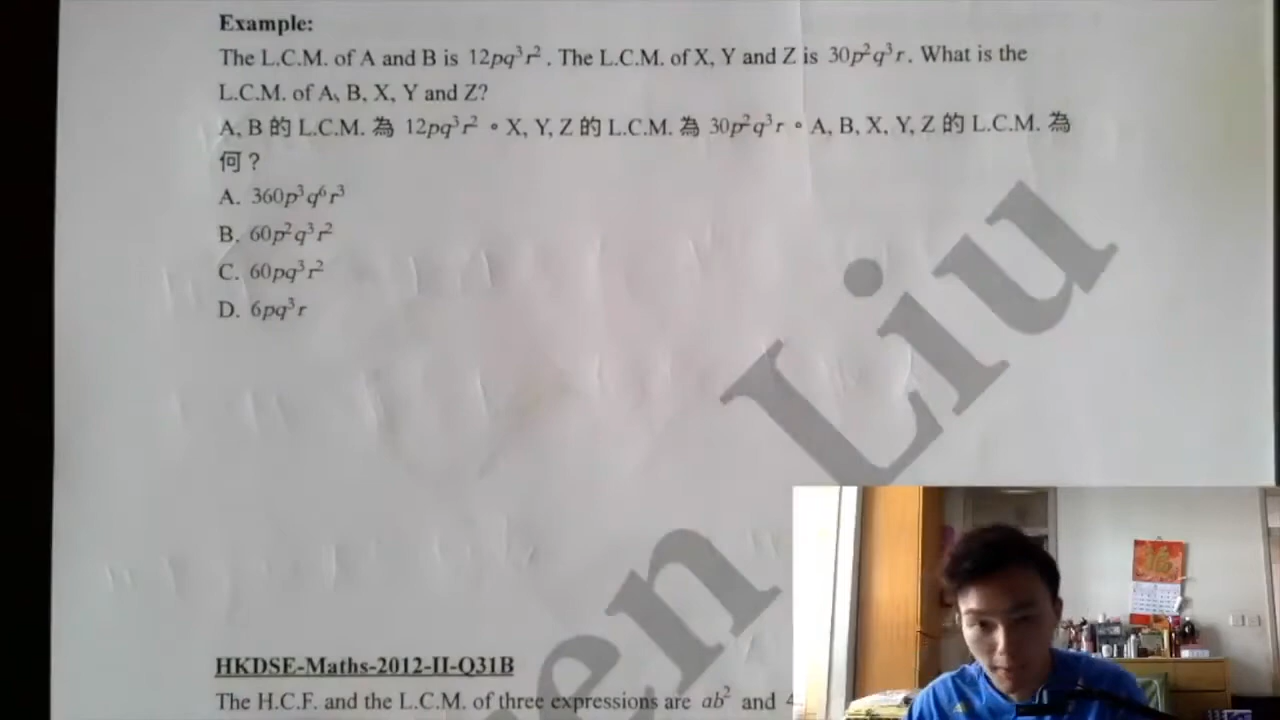 Example:
The L.C.M. of A and B is 12pq³r². The L.C.M. of X, Y and Z is 30p²q³r. What is the
L.C.M. of A, B, X, Y and Z?
A, B 的 L.C.M. 為 12pq³r²。X, Y, Z 的 L.C.M. 為 30p²q³r。A, B, X, Y, Z 的 L.C.M. 為
何？
A. 360p³q⁶r³
B. 60p²q³r²
C. 60pq³r²
D. 6pq³r
Liu
福
HKDSE-Maths-2012-II-Q31B
The H.C.F. and the L.C.M. of three expressions are ab² and